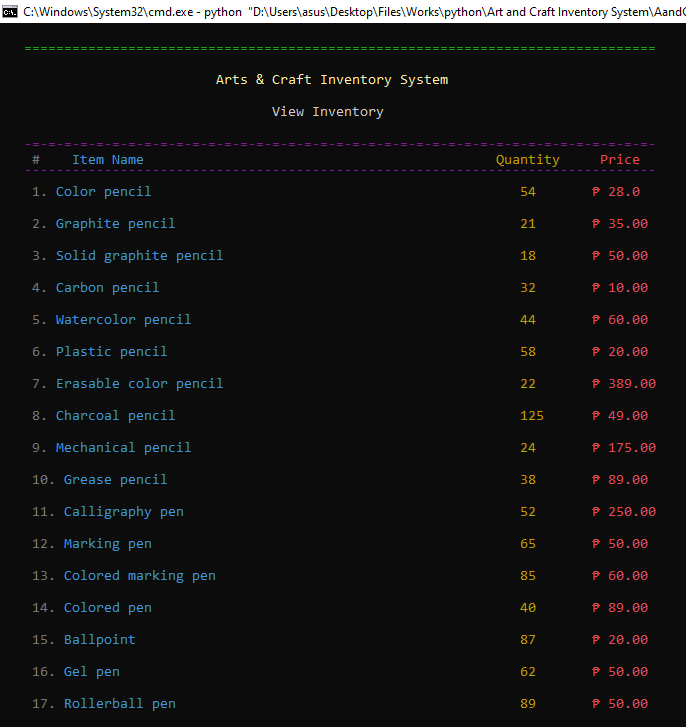 C:\Windows\System32\cmd.exe - python "D:\Users\asus\Desktop\Files\Works\python\Art and Craft Inventory System\Aand
===============================================================================
Arts & Craft Inventory System
View Inventory
-------------------------------------------------------------------------------
# Item Name Quantity Price
-------------------------------------------------------------------------------
1. Color pencil 54 ₱ 28.0
2. Graphite pencil 21 ₱ 35.00
3. Solid graphite pencil 18 ₱ 50.00
4. Carbon pencil 32 ₱ 10.00
5. Watercolor pencil 44 ₱ 60.00
6. Plastic pencil 58 ₱ 20.00
7. Erasable color pencil 22 ₱ 389.00
8. Charcoal pencil 125 ₱ 49.00
9. Mechanical pencil 24 ₱ 175.00
10. Grease pencil 38 ₱ 89.00
11. Calligraphy pen 52 ₱ 250.00
12. Marking pen 65 ₱ 50.00
13. Colored marking pen 85 ₱ 60.00
14. Colored pen 40 ₱ 89.00
15. Ballpoint 87 ₱ 20.00
16. Gel pen 62 ₱ 50.00
17. Rollerball pen 89 ₱ 50.00